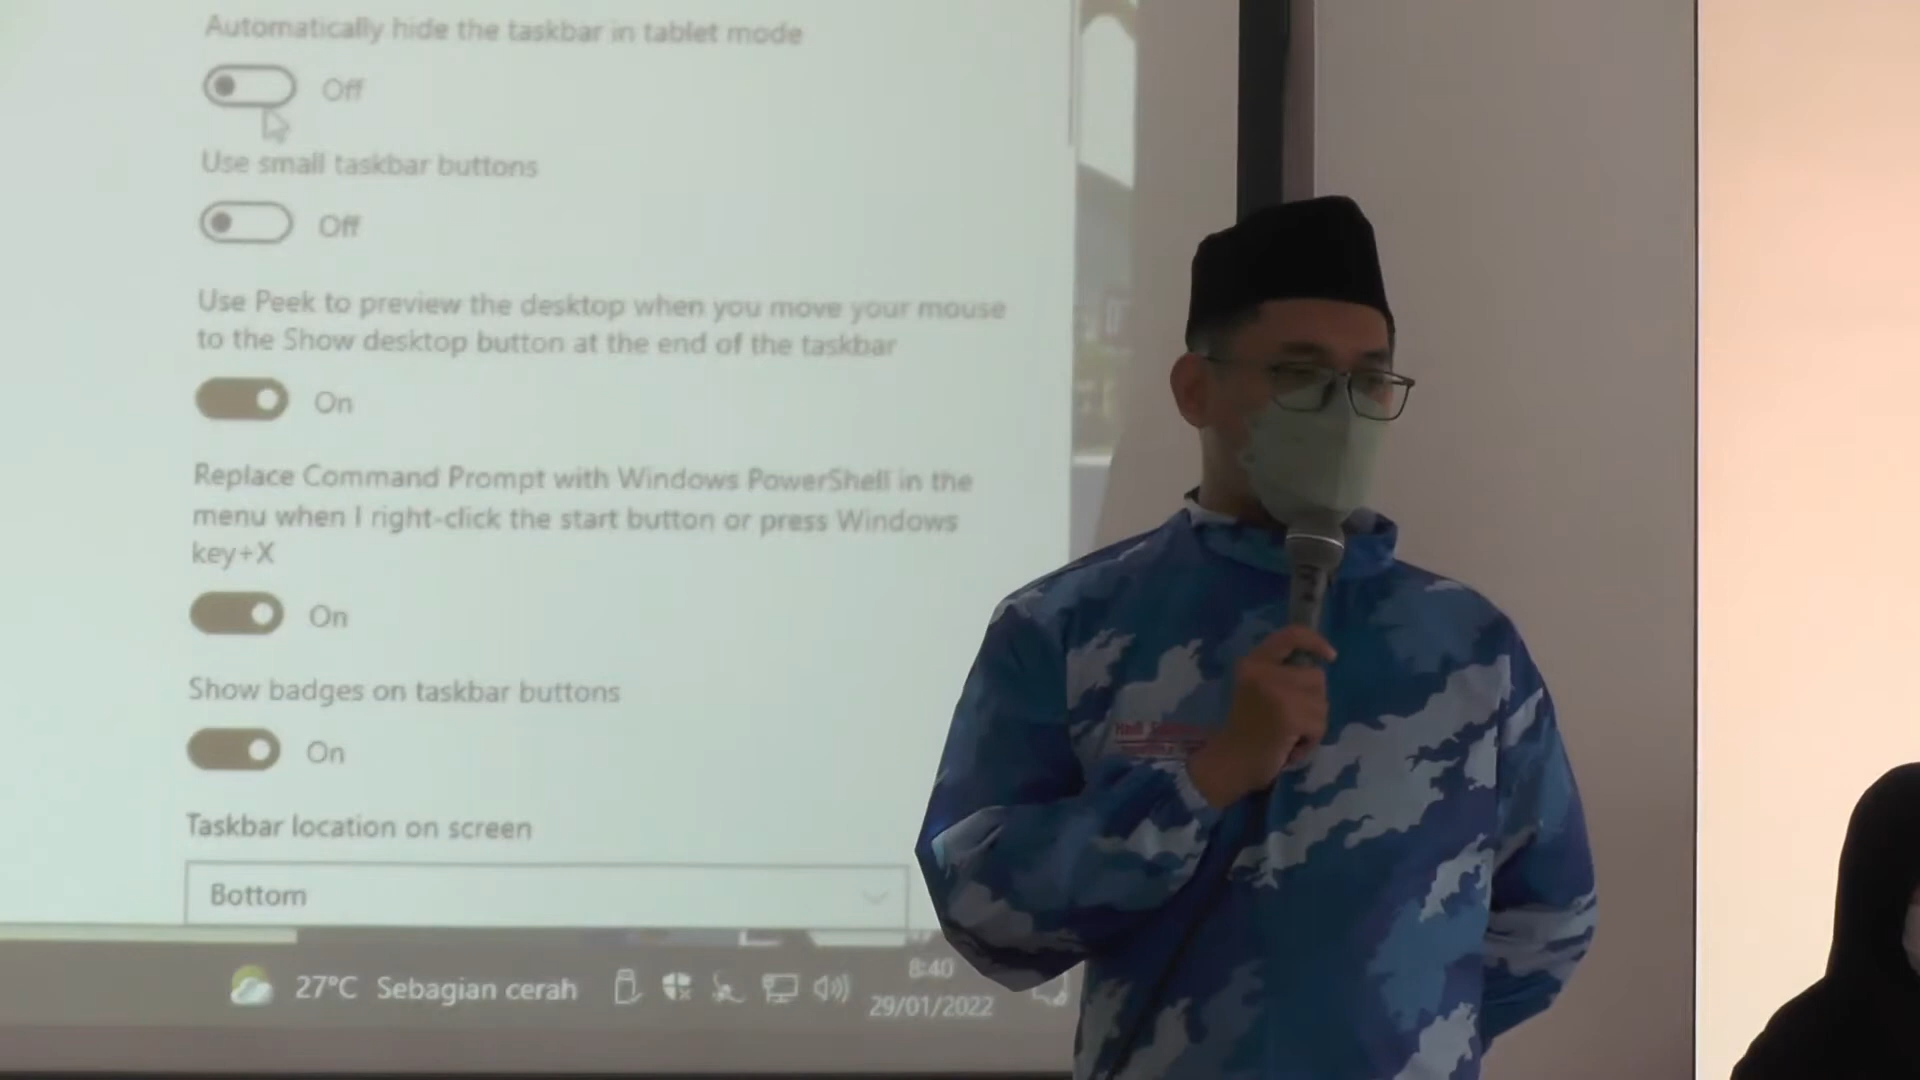 Automatically hide the taskbar in tablet mode
Off
Use small taskbar buttons
Off
Use Peek to preview the desktop when you move your mouse
to the Show desktop button at the end of the taskbar
On
Replace Command Prompt with Windows PowerShell in the
menu when I right-click the start button or press Windows
key+X
On
Show badges on taskbar buttons
On
Taskbar location on screen
Bottom
27°C Sebagian cerah
8:40
29/01/2022